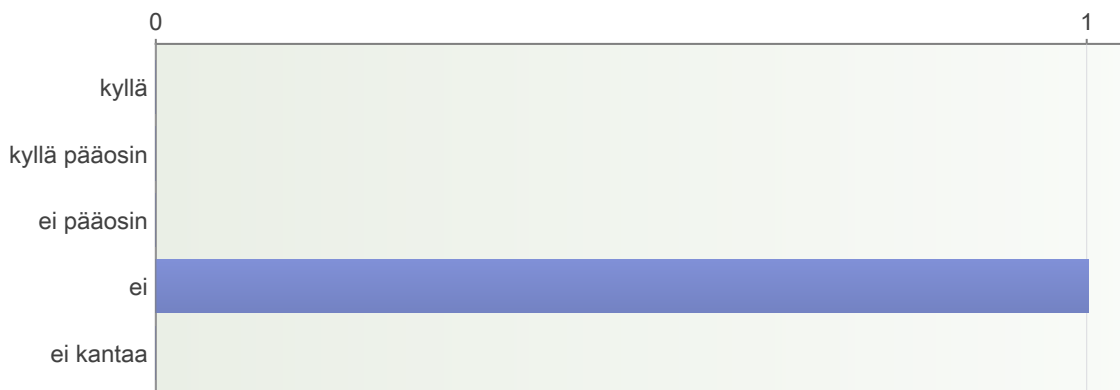 0 1
kyllä
kyllä pääosin
ei pääosin
ei
ei kantaa